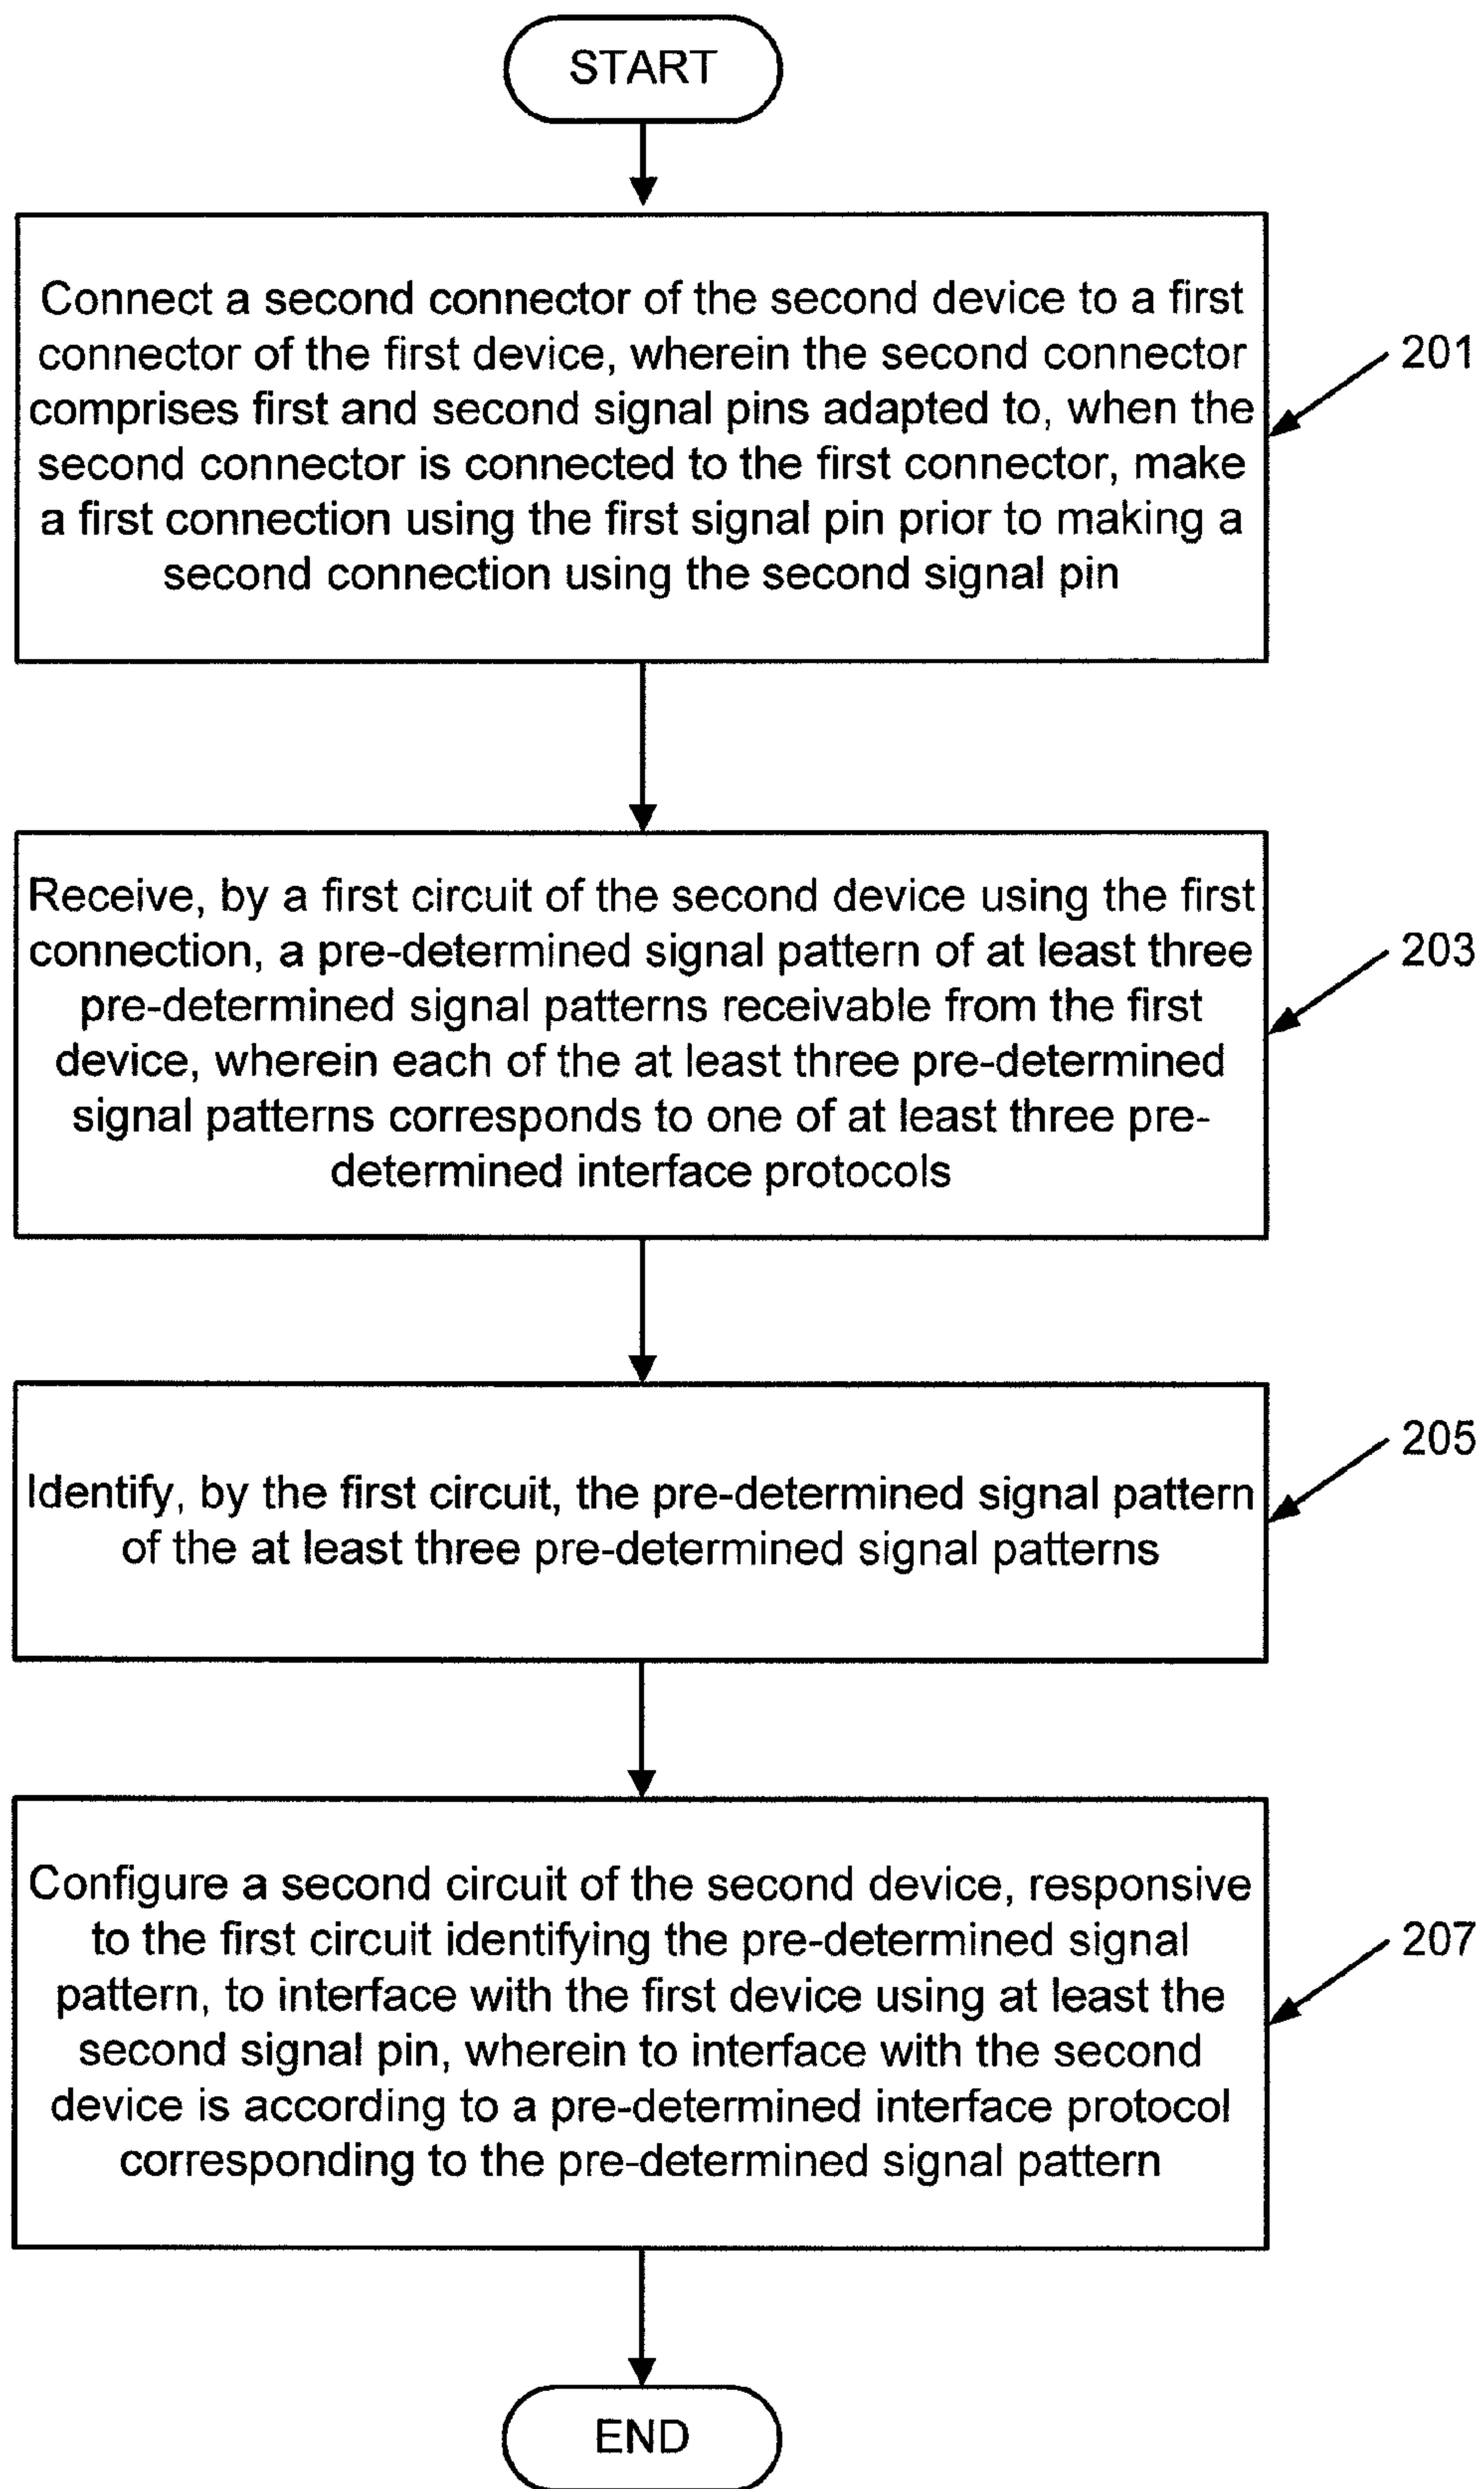 START
Connect a second connector of the second device to a first
connector of the first device, wherein the second connector
comprises first and second signal pins adapted to, when the
second connector is connected to the first connector, make
a first connection using the first signal pin prior to making a
second connection using the second signal pin
201
Receive, by a first circuit of the second device using the first
connection, a pre-determined signal pattern of at least three
pre-determined signal patterns receivable from the first
device, wherein each of the at least three pre-determined
signal patterns corresponds to one of at least three pre-
determined interface protocols
203
Identify, by the first circuit, the pre-determined signal pattern
of the at least three pre-determined signal patterns
205
Configure a second circuit of the second device, responsive
to the first circuit identifying the pre-determined signal
pattern, to interface with the first device using at least the
second signal pin, wherein to interface with the second
device is according to a pre-determined interface protocol
corresponding to the pre-determined signal pattern
207
END